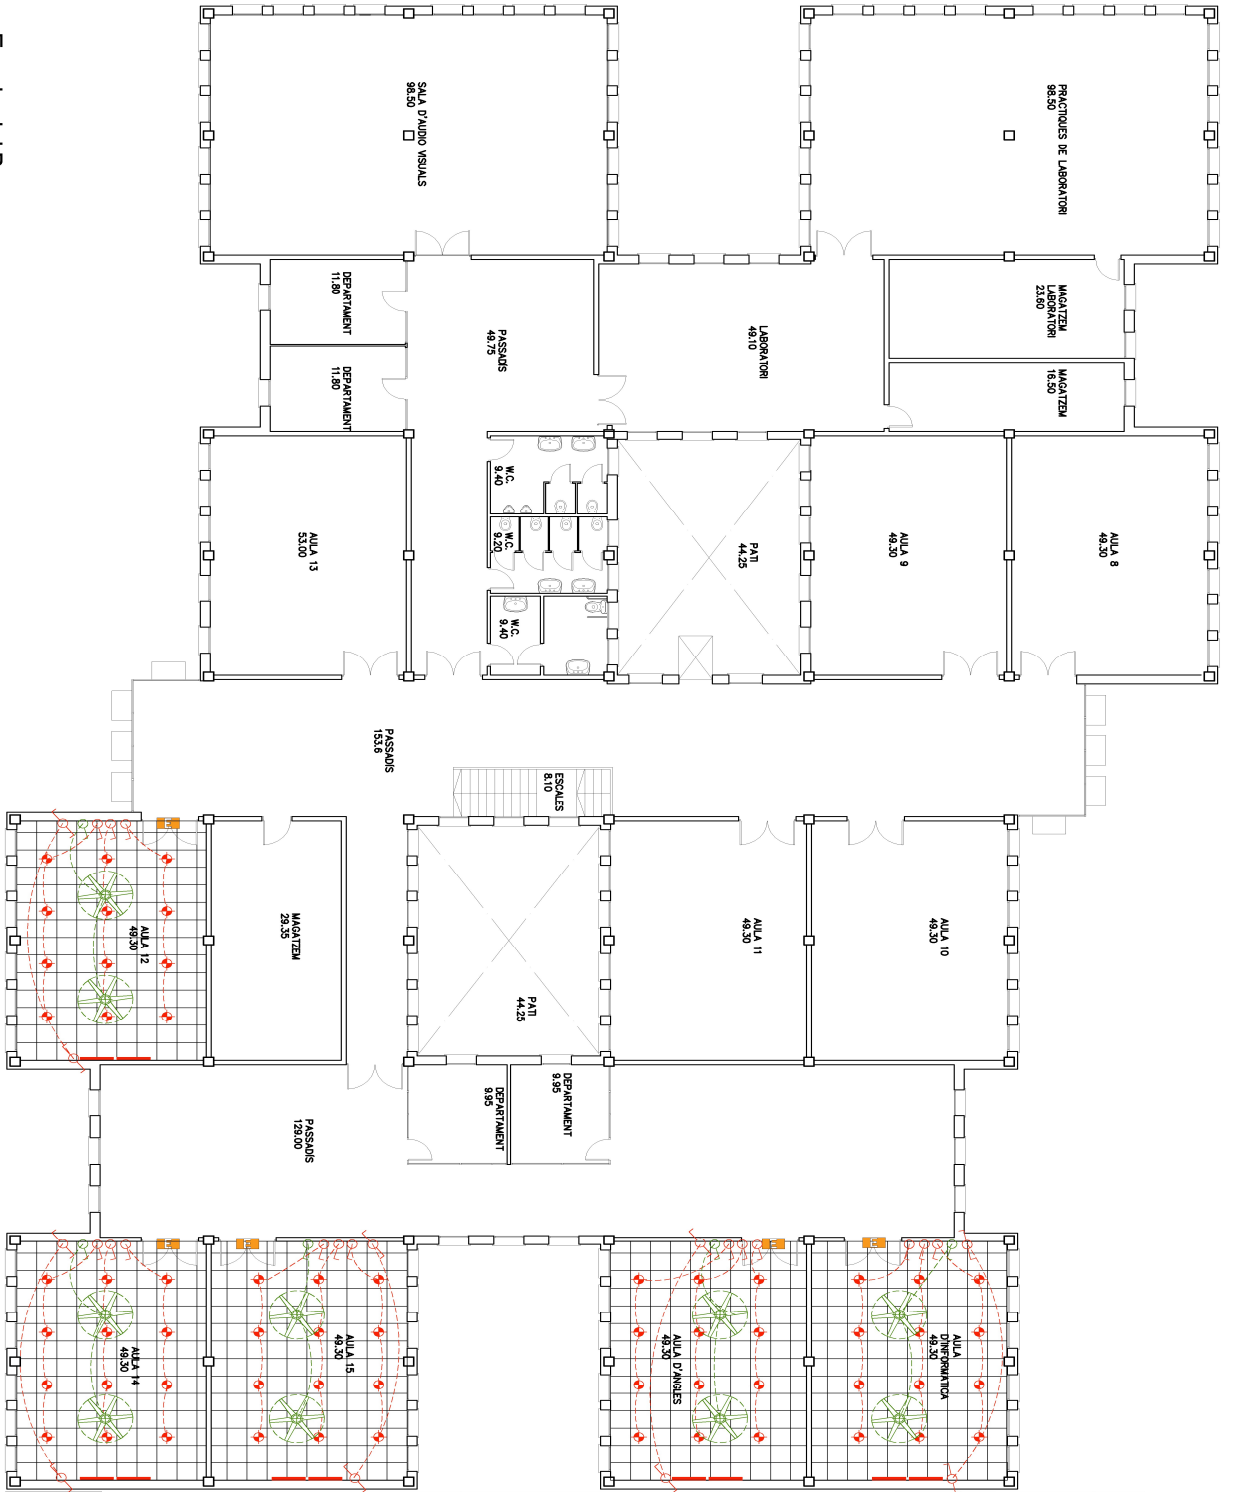 SALA D'AUDIO VISUALS
98.50
PRACTIQUES DE LABORATORI
98.50
DEPARTAMENT
11.80
DEPARTAMENT
11.80
PASSADÍS
49.75
LABORATORI
49.10
MAGATZEM
LABORATORI
23.60
MAGATZEM
16.50
AULA 13
53.00
W.C.
9.40
W.C.
9.20
W.C.
9.40
PATI
44.25
AULA 9
49.30
AULA 8
49.30
PASSADÍS
153.6
ESCALES
8.10
AULA 12
49.30
MAGATZEM
29.35
PATI
44.25
AULA 11
49.30
AULA 10
49.30
PASSADÍS
129.00
DEPARTAMENT
9.95
DEPARTAMENT
9.95
AULA 14
49.30
AULA 15
49.30
AULA D'ANGLES
49.30
AULA
D'INFORMATICA
49.30